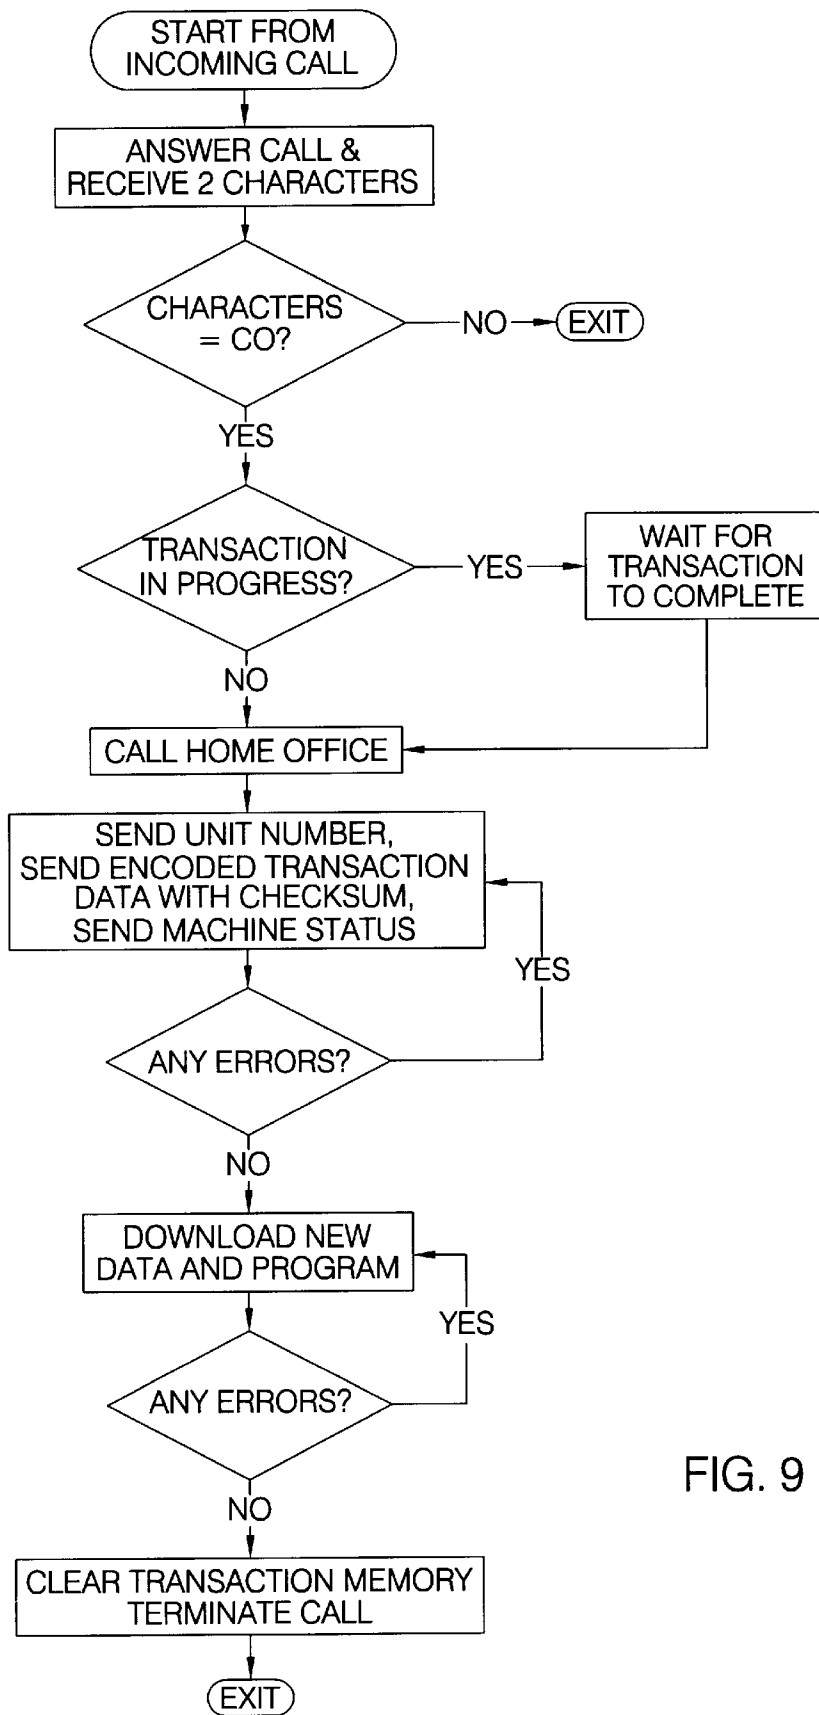 START FROM
INCOMING CALL
ANSWER CALL &
RECEIVE 2 CHARACTERS
CHARACTERS
= CO?
NO
EXIT
YES
TRANSACTION
IN PROGRESS?
YES
WAIT FOR
TRANSACTION
TO COMPLETE
NO
CALL HOME OFFICE
SEND UNIT NUMBER,
SEND ENCODED TRANSACTION
DATA WITH CHECKSUM,
SEND MACHINE STATUS
YES
ANY ERRORS?
NO
DOWNLOAD NEW
DATA AND PROGRAM
YES
ANY ERRORS?
NO
FIG. 9
CLEAR TRANSACTION MEMORY
TERMINATE CALL
EXIT